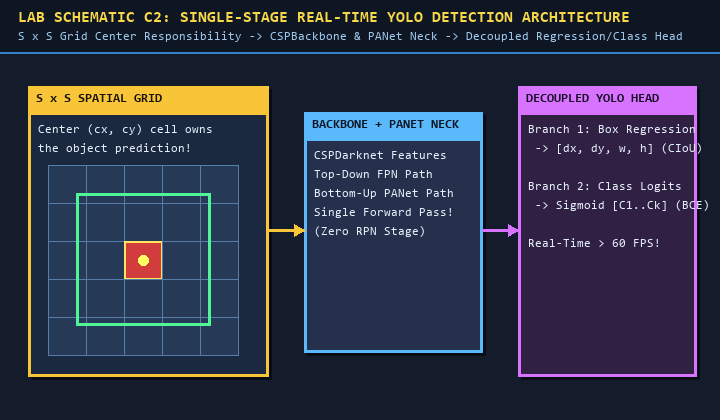 LAB SCHEMATIC C2: SINGLE-STAGE REAL-TIME YOLO DETECTION ARCHITECTURE
S x S Grid Center Responsibility -> CSPBackbone & PANet Neck -> Decoupled Regression/Class Head
S x S SPATIAL GRID
Center (cx, cy) cell owns
the object prediction!
BACKBONE + PANET NECK
CSPDarknet Features
Top-Down FPN Path
Bottom-Up PANet Path
Single Forward Pass!
(Zero RPN Stage)
DECOUPLED YOLO HEAD
Branch 1: Box Regression
-> [dx, dy, w, h] (CIoU)
Branch 2: Class Logits
-> Sigmoid [C1..Ck] (BCE)
Real-Time > 60 FPS!